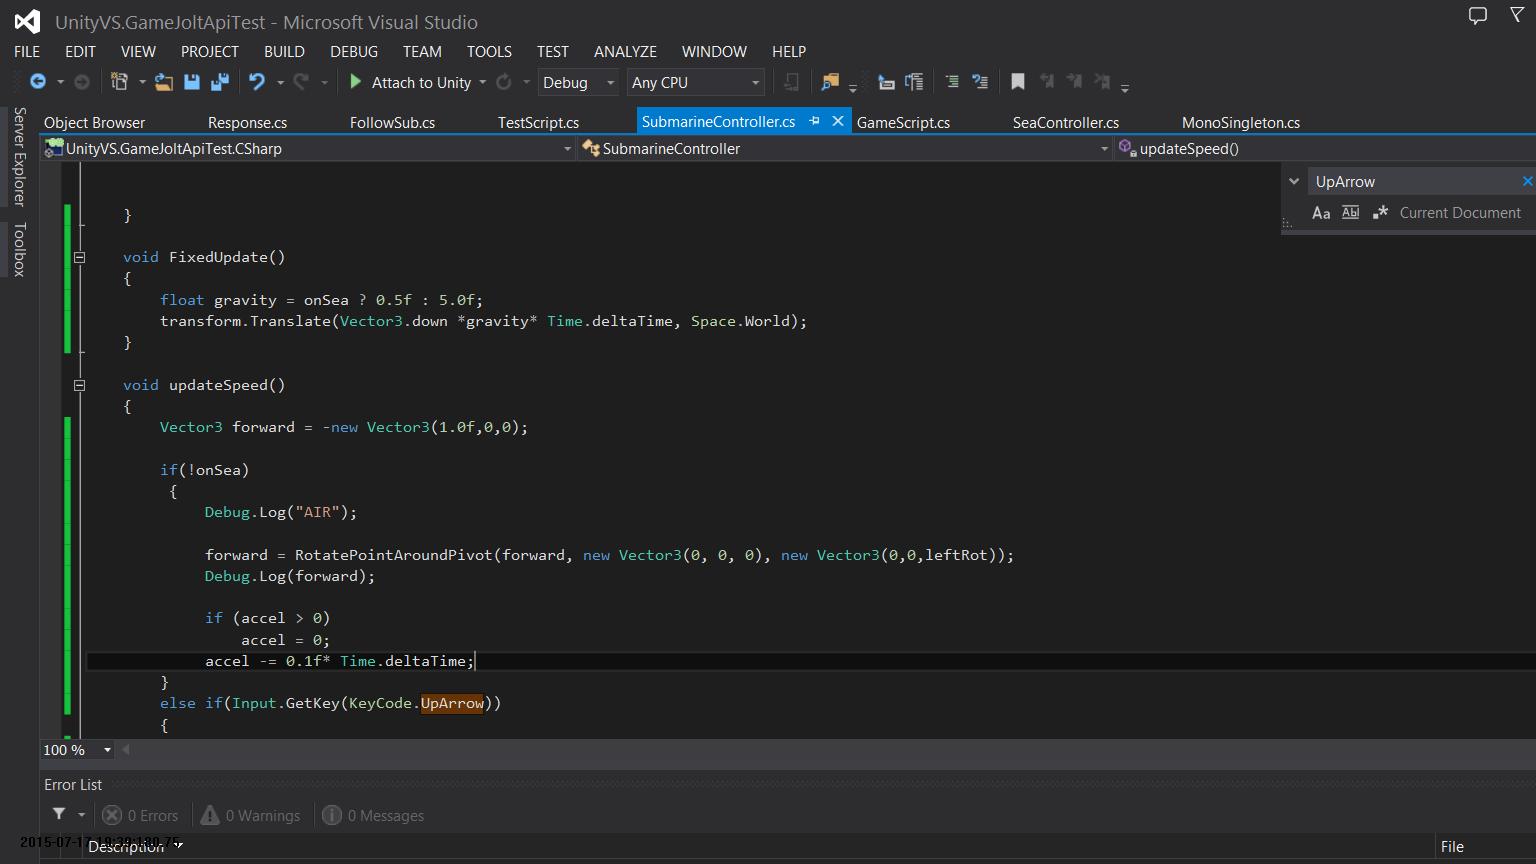 UnityVS.GameJoltApiTest - Microsoft Visual Studio
FILE EDIT VIEW PROJECT BUILD DEBUG TEAM TOOLS TEST ANALYZE WINDOW HELP
Attach to Unity Debug Any CPU
Server Explorer
Toolbox
Object Browser Response.cs FollowSub.cs TestScript.cs SubmarineController.cs GameScript.cs SeaController.cs MonoSingleton.cs
UnityVS.GameJoltApiTest.CSharp SubmarineController updateSpeed()
UpArrow
Aa Abl .* Current Document
}
void FixedUpdate()
{
float gravity = onSea ? 0.5f : 5.0f;
transform.Translate(Vector3.down *gravity* Time.deltaTime, Space.World);
}
void updateSpeed()
{
Vector3 forward = -new Vector3(1.0f,0,0);
if(!onSea)
{
Debug.Log("AIR");
forward = RotatePointAroundPivot(forward, new Vector3(0, 0, 0), new Vector3(0,0,leftRot));
Debug.Log(forward);
if (accel > 0)
accel = 0;
accel -= 0.1f* Time.deltaTime;
}
else if(Input.GetKey(KeyCode.UpArrow))
{
100 %
Error List
0 Errors 0 Warnings 0 Messages
Description File